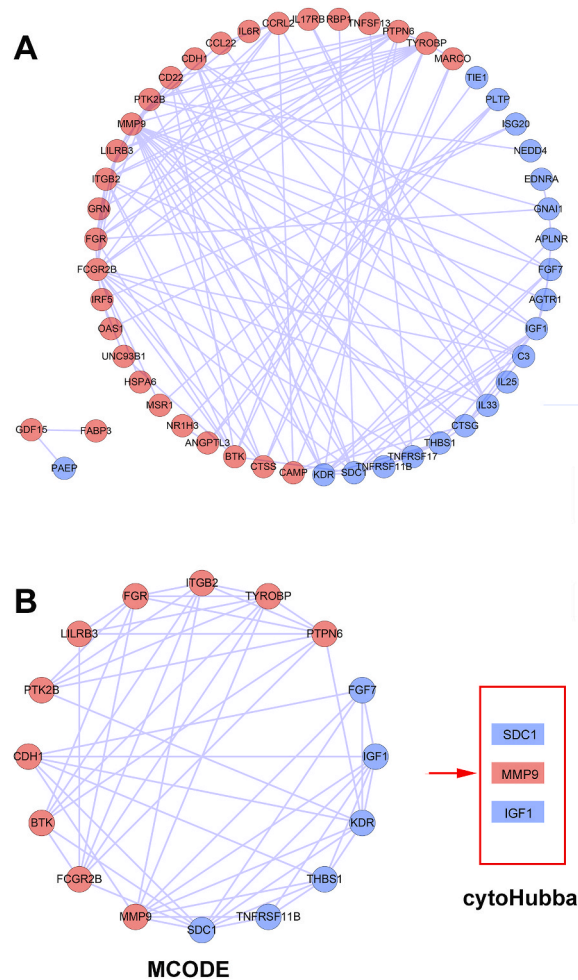 A
IL17RB
RBP1
CCRL2
TNFSF13
IL6R
PTPN6
CCL22
TYROBP
CDH1
MARCO
CD22
TIE1
PTK2B
PLTP
MMP9
ISG20
LILRB3
NEDD4
ITGB2
EDNRA
GRN
GNAI1
FGR
APLNR
FCGR2B
FGF7
IRF5
AGTR1
OAS1
IGF1
UNC93B1
C3
HSPA6
IL25
MSR1
IL33
NR1H3
CTSG
ANGPTL3
THBS1
BTK
TNFRSF17
CTSS
TNFRSF11B
CAMP
KDR
SDC1
GDF15
FABP3
PAEP
B
ITGB2
FGR
TYROBP
LILRB3
PTPN6
PTK2B
FGF7
CDH1
IGF1
BTK
KDR
FCGR2B
THBS1
MMP9
TNFRSF11B
SDC1
MCODE
SDC1
MMP9
IGF1
cytoHubba